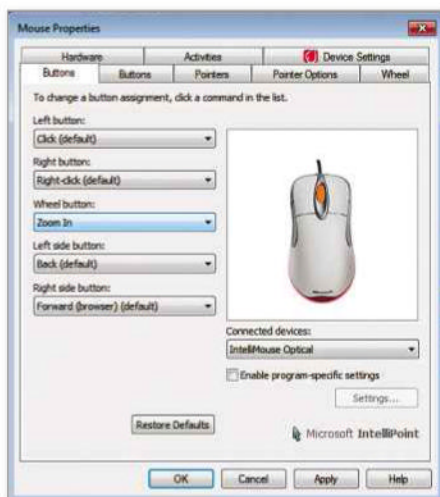 Mouse Properties
Hardware Activities Device Settings
Buttons Buttons Pointers Pointer Options Wheel
To change a button assignment, click a command in the list.
Left button:
Click (default)
Right button:
Right-click (default)
Wheel button:
Zoom In
Left side button:
Back (default)
Right side button:
Forward (browser) (default)
Connected devices:
IntelliMouse Optical
Enable program-specific settings
Settings...
Restore Defaults
Microsoft IntelliPoint
OK Cancel Apply Help